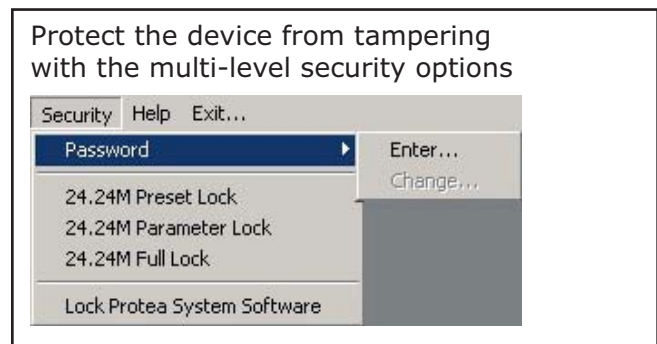 Protect the device from tampering
with the multi-level security options
Security Help Exit...
Password
Enter...
Change...
24.24M Preset Lock
24.24M Parameter Lock
24.24M Full Lock
Lock Protea System Software